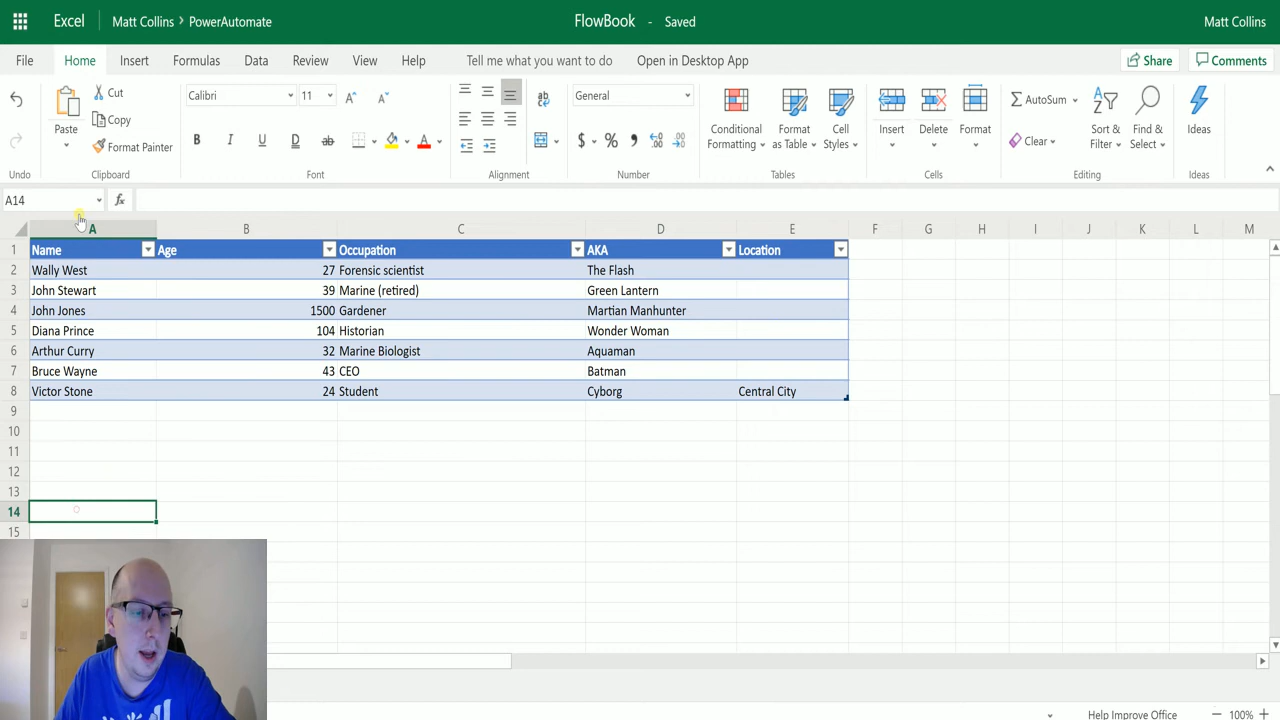 Excel Matt Collins > PowerAutomate FlowBook - Saved Matt Collins
File Home Insert Formulas Data Review View Help Tell me what you want to do Open in Desktop App Share Comments
Paste Cut Copy Format Painter
Calibri 11 B I U D ab A
ab General $ % , .00
Conditional Formatting Format as Table Cell Styles
Insert Delete Format
AutoSum Clear Sort & Filter Find & Select
Ideas
Undo Clipboard Font Alignment Number Tables Cells Editing Ideas
A14 fx
A B C D E F G H I J K L M
1 Name Age Occupation AKA Location
2 Wally West 27 Forensic scientist The Flash
3 John Stewart 39 Marine (retired) Green Lantern
4 John Jones 1500 Gardener Martian Manhunter
5 Diana Prince 104 Historian Wonder Woman
6 Arthur Curry 32 Marine Biologist Aquaman
7 Bruce Wayne 43 CEO Batman
8 Victor Stone 24 Student Cyborg Central City
9
10
11
12
13
14
15
Help Improve Office 100%